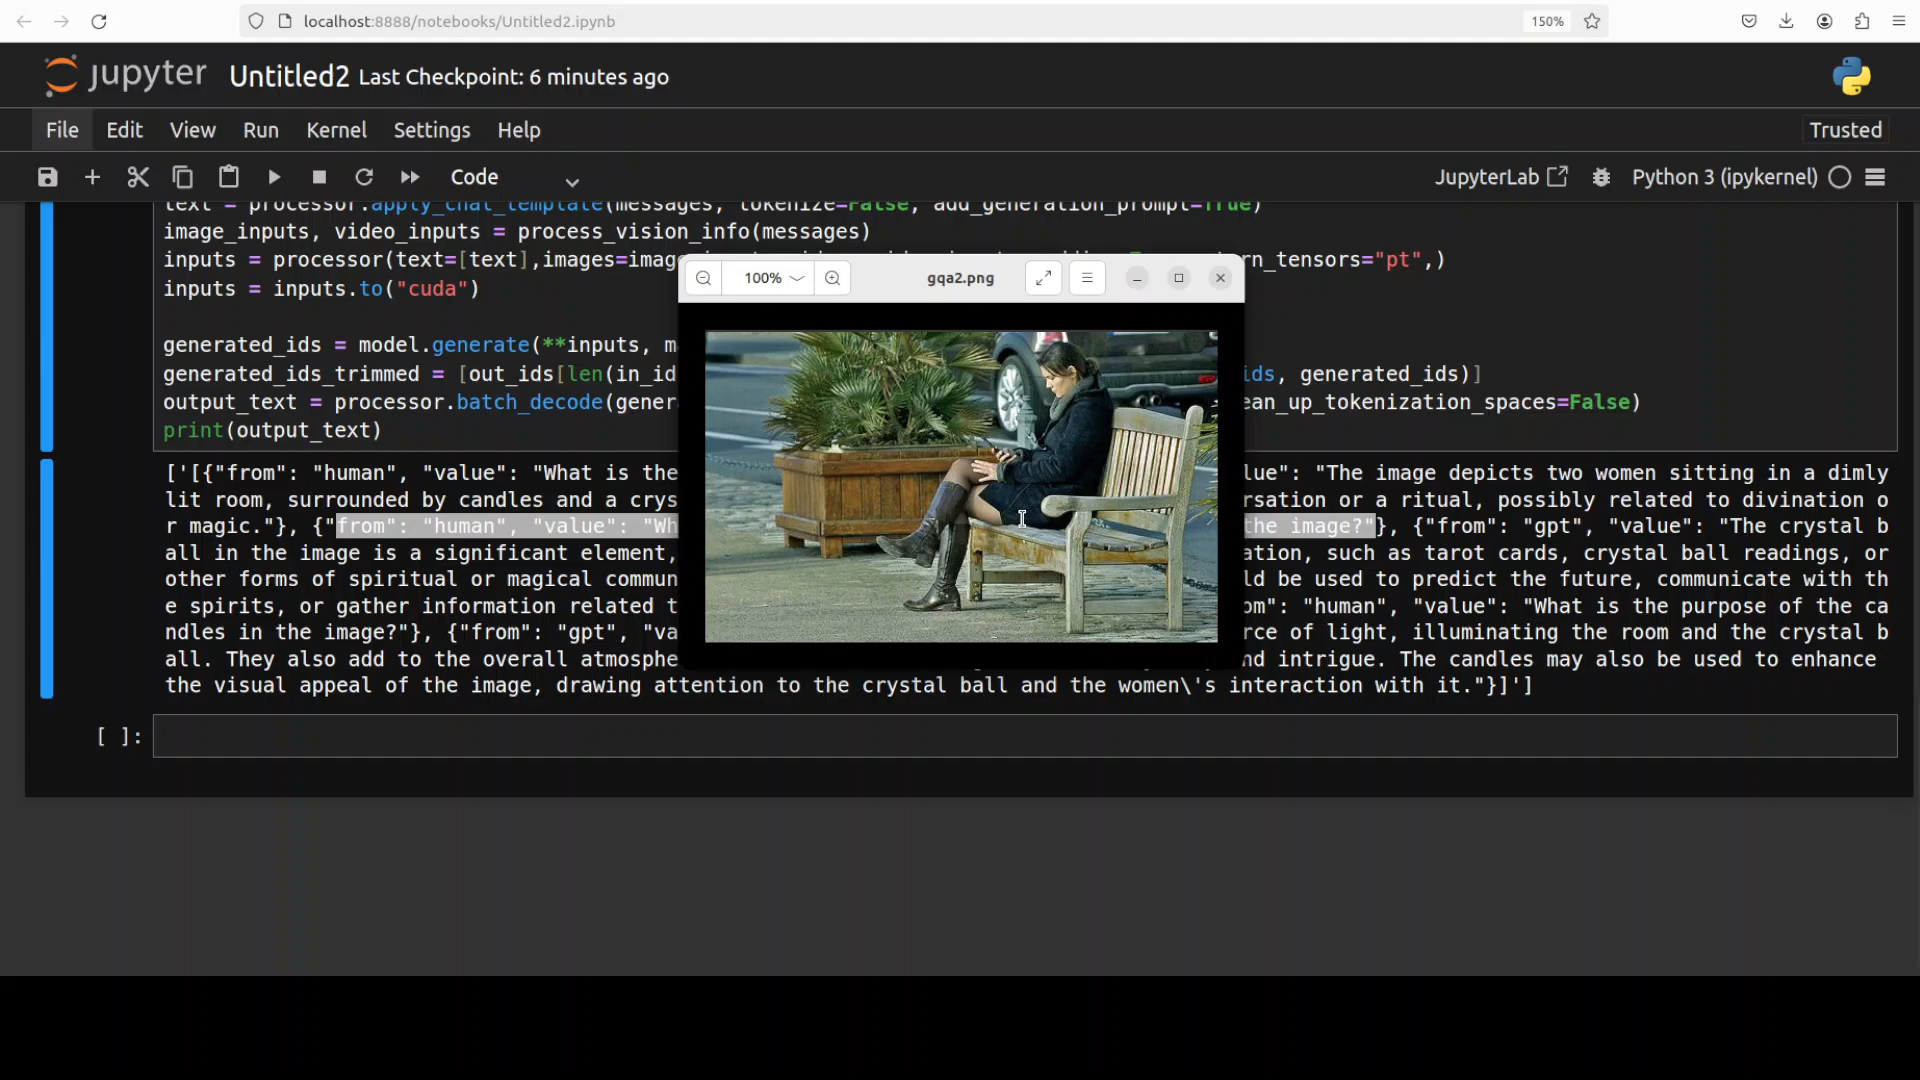 localhost:8888/notebooks/Untitled2.ipynb
150%
jupyter Untitled2 Last Checkpoint: 6 minutes ago
File Edit View Run Kernel Settings Help
Trusted
Code
JupyterLab
Python 3 (ipykernel)
text = processor.apply_chat_template(messages, tokenize=False, add_generation_prompt=True)
image_inputs, video_inputs = process_vision_info(messages)
inputs = processor(text=[text],images=imag rn_tensors="pt",)
inputs = inputs.to("cuda")
100%
gqa2.png
generated_ids = model.generate(**inputs, m
generated_ids_trimmed = [out_ids[len(in_id ids, generated_ids)]
output_text = processor.batch_decode(gener ean_up_tokenization_spaces=False)
print(output_text)
['[{"from": "human", "value": "What is the lue": "The image depicts two women sitting in a dimly
lit room, surrounded by candles and a crys rsation or a ritual, possibly related to divination o
r magic."}, {"from": "human", "value": "Wh the image?"}, {"from": "gpt", "value": "The crystal b
all in the image is a significant element, ation, such as tarot cards, crystal ball readings, or
other forms of spiritual or magical commun ld be used to predict the future, communicate with th
e spirits, or gather information related t om": "human", "value": "What is the purpose of the ca
ndles in the image?"}, {"from": "gpt", "va rce of light, illuminating the room and the crystal b
all. They also add to the overall atmosphe nd intrigue. The candles may also be used to enhance
the visual appeal of the image, drawing attention to the crystal ball and the women\'s interaction with it."}]']
[ ]: